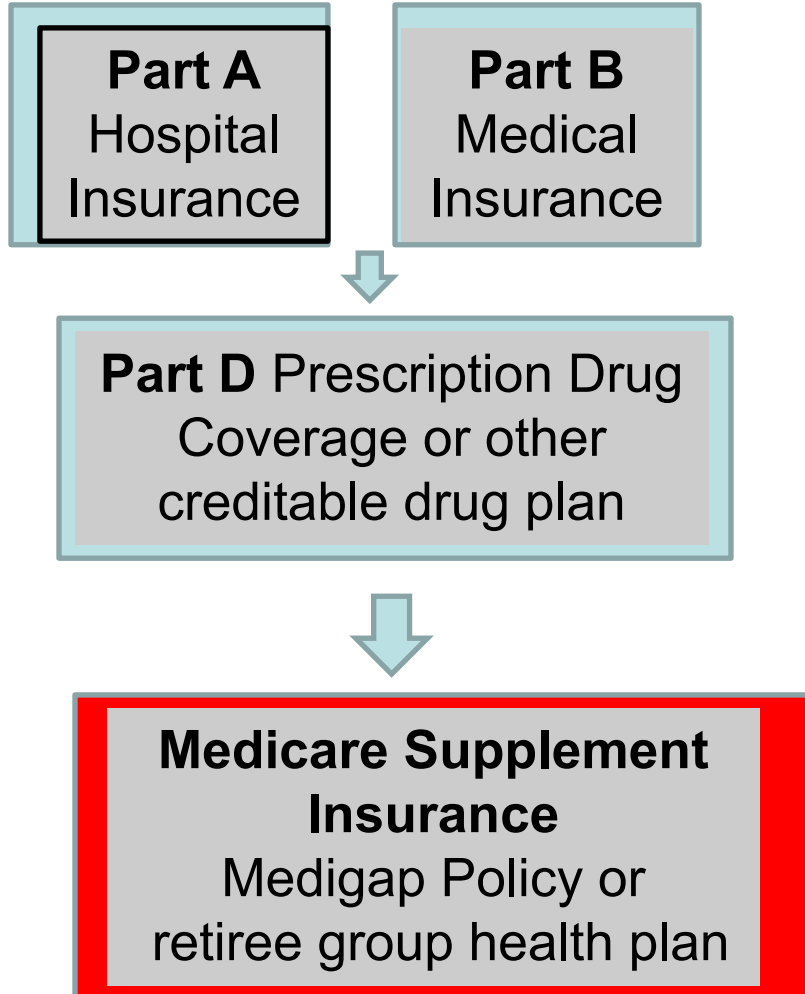 Part A
Hospital
Insurance
Part B
Medical
Insurance
Part D Prescription Drug
Coverage or other
creditable drug plan
Medicare Supplement
Insurance
Medigap Policy or
retiree group health plan